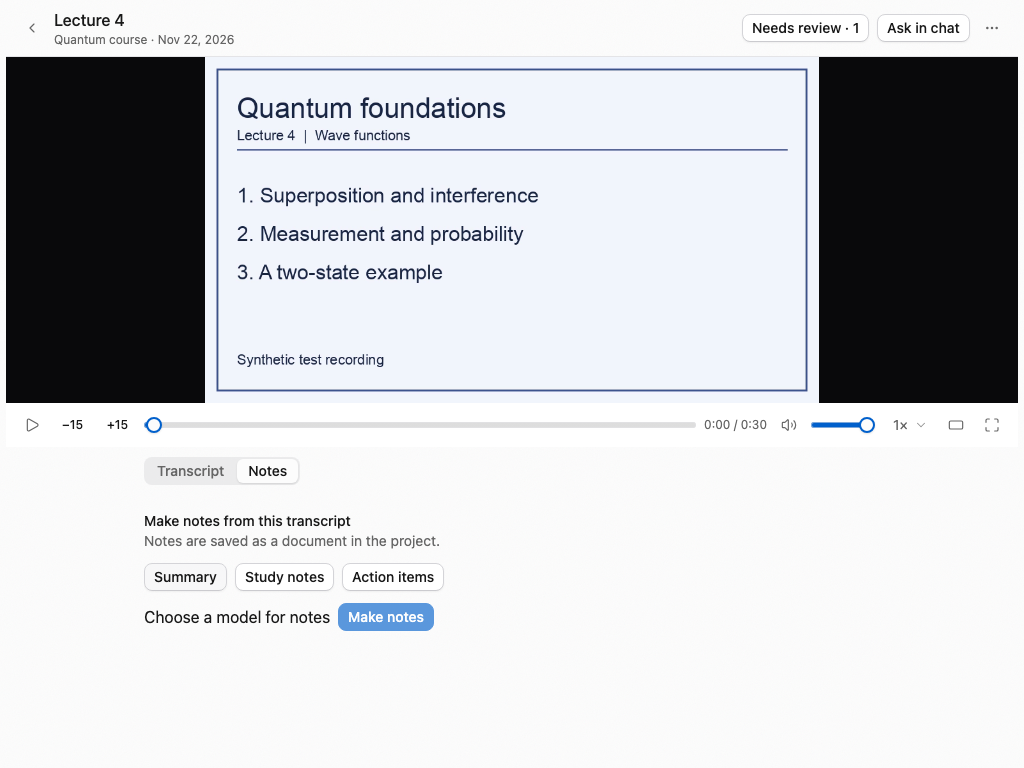 Lecture 4
Quantum course · Nov 22, 2026
Needs review · 1
Ask in chat
Quantum foundations
Lecture 4 | Wave functions
1. Superposition and interference
2. Measurement and probability
3. A two-state example
Synthetic test recording
–15
+15
0:00 / 0:30
1×
Transcript
Notes
Make notes from this transcript
Notes are saved as a document in the project.
Summary
Study notes
Action items
Choose a model for notes
Make notes